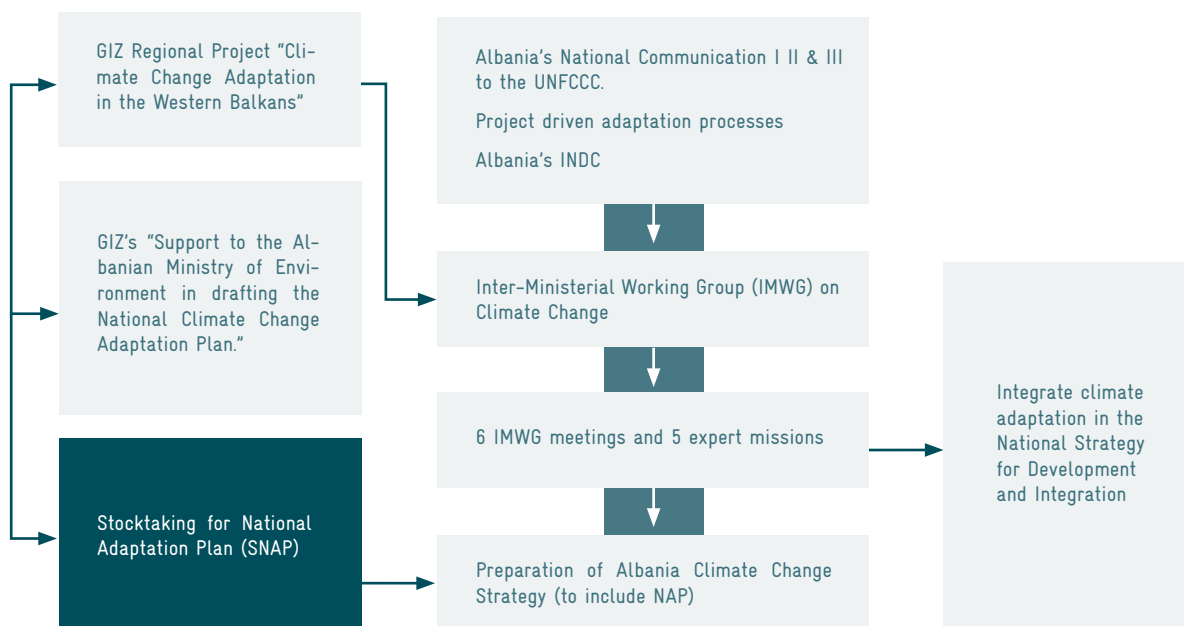 GIZ Regional Project “Cli-
mate Change Adaptation
in the Western Balkans”
GIZ’s “Support to the Al-
banian Ministry of Envi-
ronment in drafting the
National Climate Change
Adaptation Plan.”
Stocktaking for National
Adaptation Plan (SNAP)
Albania’s National Communication I II & III
to the UNFCCC.
Project driven adaptation processes
Albania’s INDC
Inter-Ministerial Working Group (IMWG) on
Climate Change
6 IMWG meetings and 5 expert missions
Preparation of Albania Climate Change
Strategy (to include NAP)
Integrate climate
adaptation in the
National Strategy
for Development
and Integration